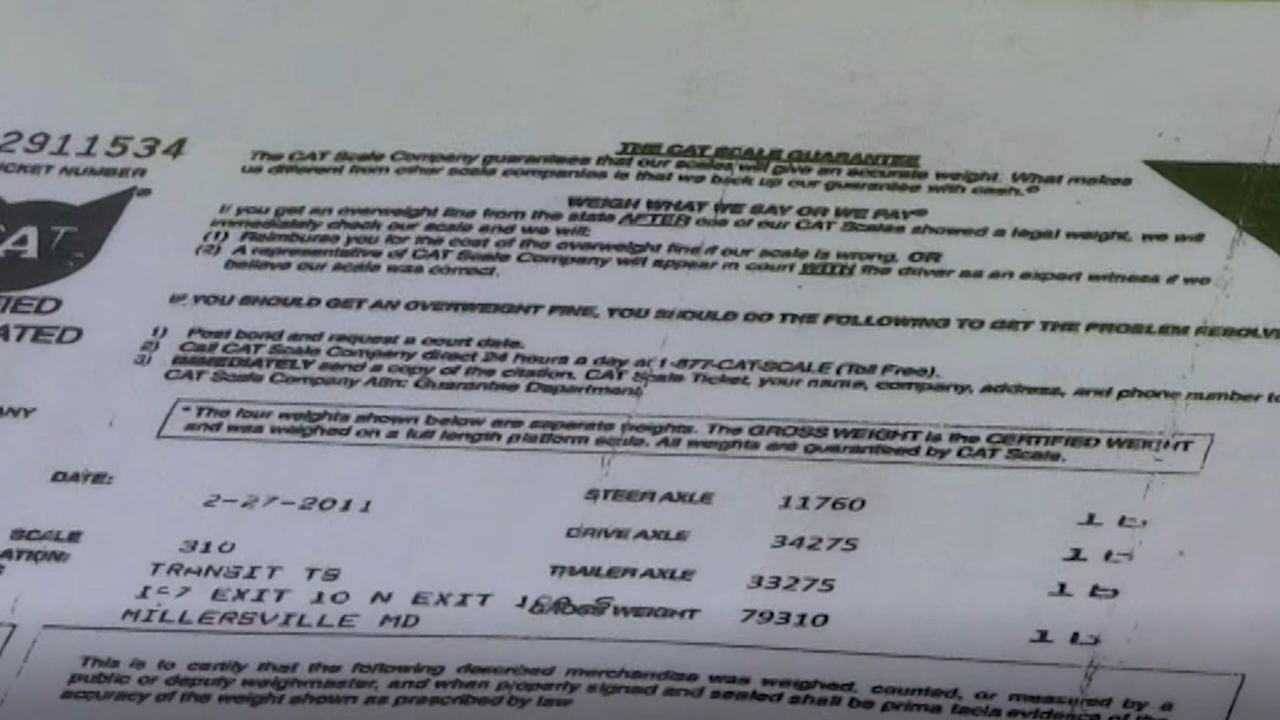 2911534
TICKET NUMBER
THE CAT SCALE GUARANTEE
The CAT Scale Company guarantees that our scales will give an accurate weight. What makes
us different from other scale companies is that we back up our guarantee with cash.®
WEIGH WHAT WE SAY OR WE PAY®
If you get an overweight fine from the state AFTER one of our CAT Scales showed a legal weight, we will
immediately check our scale and we will:
(1) Reimburse you for the cost of the overweight fine if our scale is wrong, OR
(2) A representative of CAT Scale Company will appear in court WITH the driver as an expert witness if we
believe our scale was correct.
IF YOU SHOULD GET AN OVERWEIGHT FINE, YOU SHOULD DO THE FOLLOWING TO GET THE PROBLEM RESOLV
1) Post bond and request a court date.
2) Call CAT Scale Company direct 24 hours a day at 1-877-CAT-SCALE (Toll Free).
3) IMMEDIATELY send a copy of the citation, CAT Scale Ticket, your name, company, address, and phone number to
CAT Scale Company Attn: Guarantee Department
CAT
FIED
ATED
ANY
* The four weights shown below are separate weights. The GROSS WEIGHT is the CERTIFIED WEIGHT
and was weighed on a full length platform scale. All weights are guaranteed by CAT Scale.
DATE: 2-27-2011 STEER AXLE 11760 lb
SCALE 310 DRIVE AXLE 34275 lb
ATION: TRANSIT TS TRAILER AXLE 33275 lb
EXIT 10 N EXIT GROSS WEIGHT 79310 lb
MILLERSVILLE MD
This is to certify that the following described merchandise was weighed, counted, or measured by a
public or deputy weighmaster, and when properly signed and sealed shall be prima facia evidence of the
accuracy of the weight shown as prescribed by law